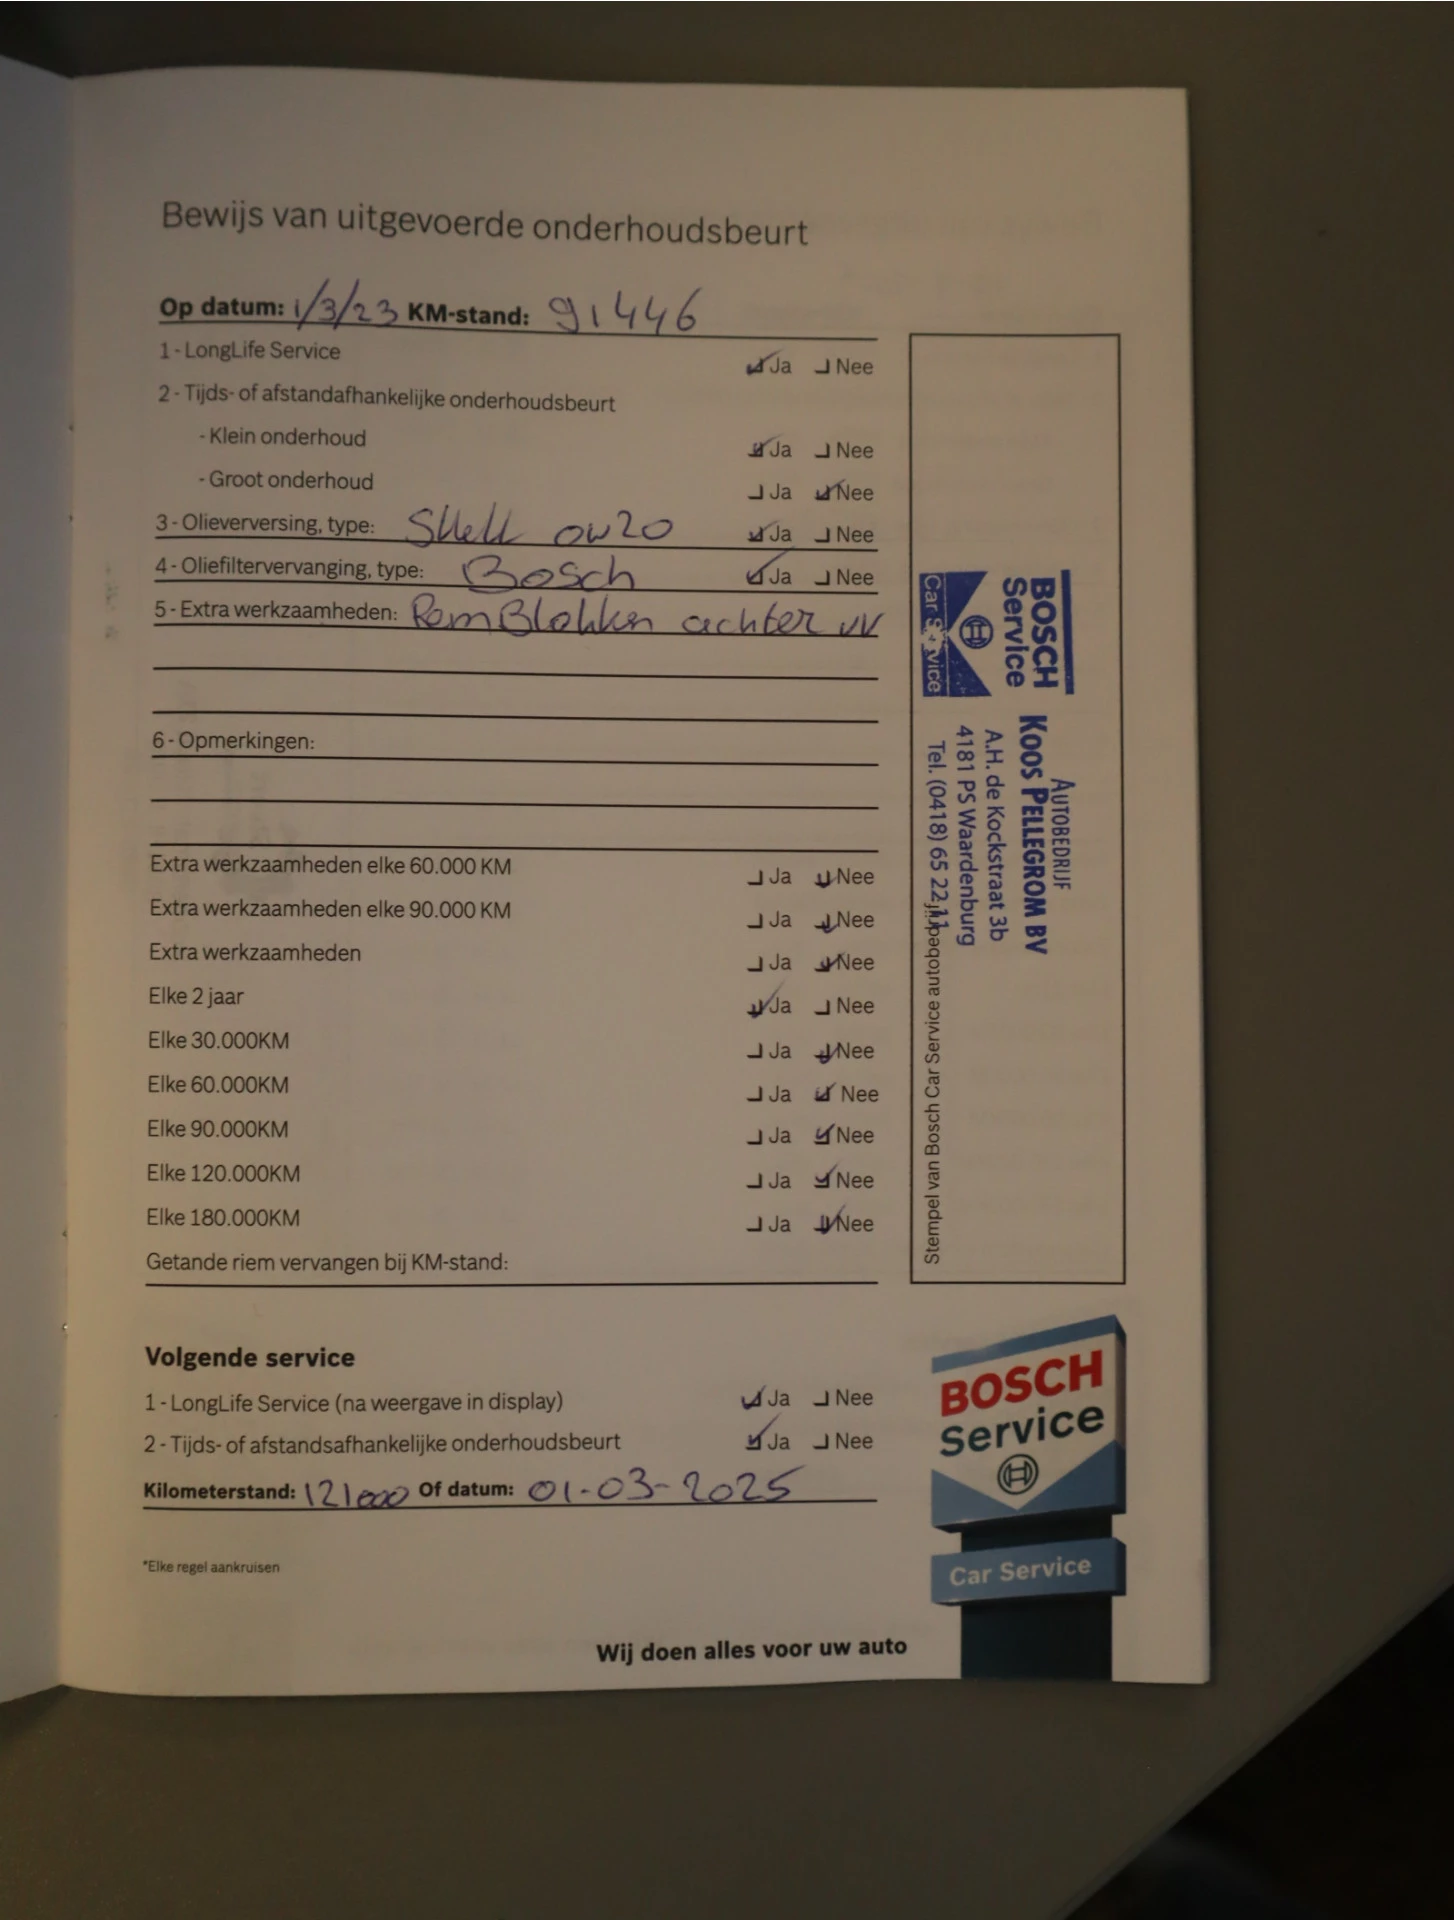 Bewijs van uitgevoerde onderhoudsbeurt
Op datum: 1/3/23 KM-stand: 91446
1 - LongLife Service Ja Nee
2 - Tijds- of afstandafhankelijke onderhoudsbeurt
- Klein onderhoud Ja Nee
- Groot onderhoud Ja Nee
3 - Olieverversing, type: Shell 0w20 Ja Nee
4 - Oliefiltervervanging, type: Bosch Ja Nee
5 - Extra werkzaamheden: RemBlokken achter vv
6 - Opmerkingen:
Extra werkzaamheden elke 60.000 KM Ja Nee
Extra werkzaamheden elke 90.000 KM Ja Nee
Extra werkzaamheden Ja Nee
Elke 2 jaar Ja Nee
Elke 30.000KM Ja Nee
Elke 60.000KM Ja Nee
Elke 90.000KM Ja Nee
Elke 120.000KM Ja Nee
Elke 180.000KM Ja Nee
Getande riem vervangen bij KM-stand:
BOSCH
Service
Car Service
AUTOBEDRIJF
KOOS PELLEGROM BV
A.H. de Kockstraat 3b
4181 PS Waardenburg
Tel. (0418) 65 22 11
Stempel van Bosch Car Service autobedrijf
Volgende service
1 - LongLife Service (na weergave in display) Ja Nee
2 - Tijds- of afstandsafhankelijke onderhoudsbeurt Ja Nee
Kilometerstand: 121000 Of datum: 01-03-2025
*Elke regel aankruisen
BOSCH
Service
Car Service
Wij doen alles voor uw auto